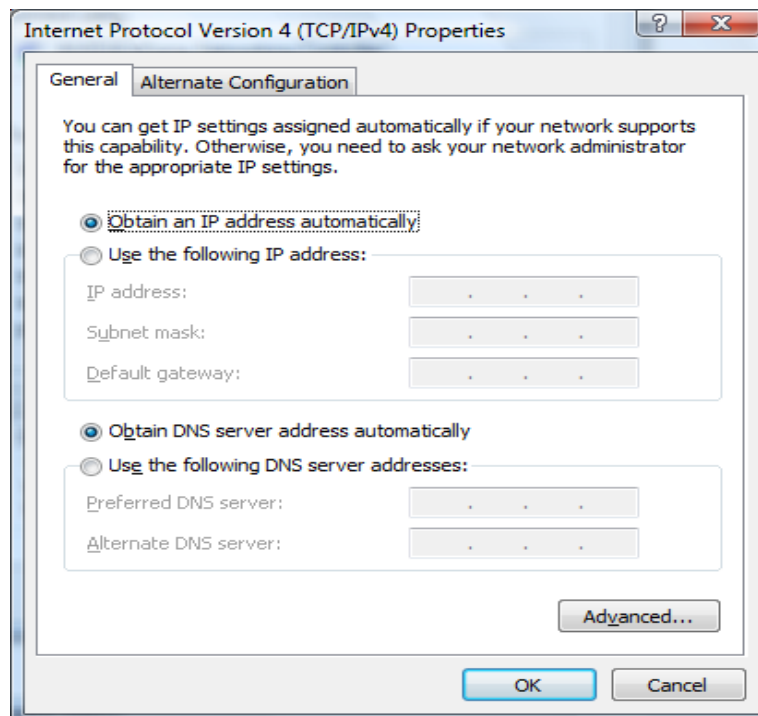 Internet Protocol Version 4 (TCP/IPv4) Properties
?
X
General
Alternate Configuration
You can get IP settings assigned automatically if your network supports
this capability. Otherwise, you need to ask your network administrator
for the appropriate IP settings.
Obtain an IP address automatically
Use the following IP address:
IP address: . . .
Subnet mask: . . .
Default gateway: . . .
Obtain DNS server address automatically
Use the following DNS server addresses:
Preferred DNS server: . . .
Alternate DNS server: . . .
Advanced...
OK
Cancel